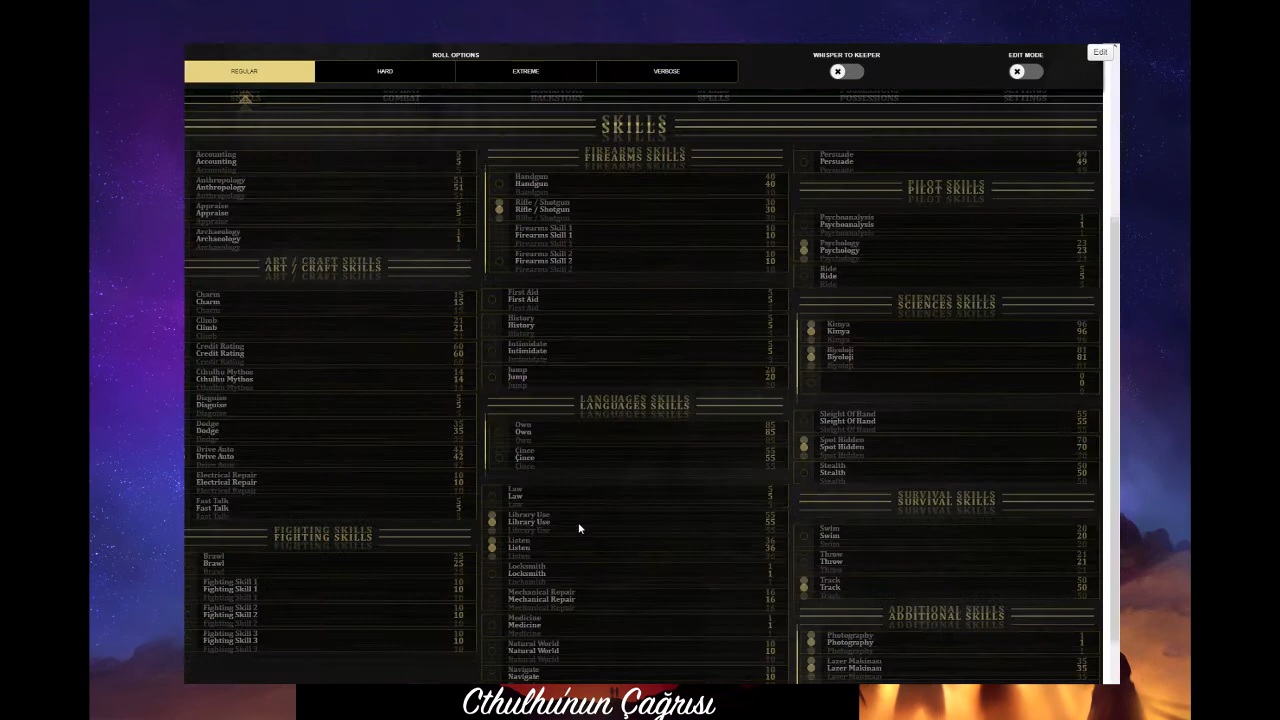 ROLL OPTIONS
WHISPER TO KEEPER
EDIT MODE
Edit
REGULAR
HARD
EXTREME
VERBOSE
SKILLS
COMBAT
BACKSTORY
SPELLS
POSSESSIONS
SETTINGS
SKILLS
Accounting 5
Anthropology 51
Appraise 5
Archaeology 1
ART / CRAFT SKILLS
Charm 15
Climb 21
Credit Rating 60
Cthulhu Mythos 14
Disguise 5
Dodge 35
Drive Auto 42
Electrical Repair 10
Fast Talk 5
FIGHTING SKILLS
Brawl 25
Fighting Skill 1 10
Fighting Skill 2 10
Fighting Skill 3 10
FIREARMS SKILLS
Handgun 40
Rifle / Shotgun 30
Firearms Skill 1 10
Firearms Skill 2 10
First Aid 5
History 5
Intimidate 5
Jump 20
LANGUAGES SKILLS
Own 85
Çince 55
Law 5
Library Use 55
Listen 36
Locksmith 1
Mechanical Repair 16
Medicine 1
Natural World 10
Navigate 10
Persuade 49
PILOT SKILLS
Psychoanalysis 1
Psychology 23
Ride 5
SCIENCES SKILLS
Kimya 96
Biyoloji 81
0
Sleight Of Hand 55
Spot Hidden 70
Stealth 50
SURVIVAL SKILLS
Swim 20
Throw 21
Track 50
ADDITIONAL SKILLS
Photography 1
Lazer Makinası 35
Cthulhu'nun Çağrısı